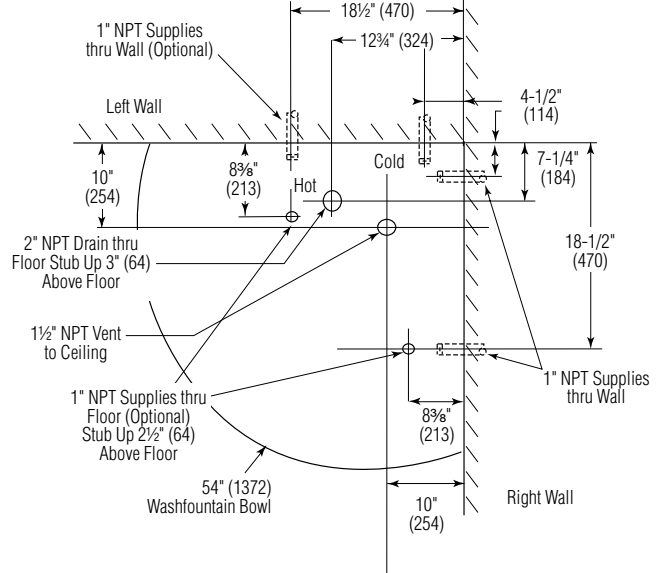 18½" (470)
1" NPT Supplies
thru Wall (Optional)
12¾" (324)
4-1/2"
(114)
Left Wall
7-1/4"
(184)
Cold
10"
(254)
8⅜"
(213)
Hot
18-1/2"
(470)
2" NPT Drain thru
Floor Stub Up 3" (64)
Above Floor
1½" NPT Vent
to Ceiling
1" NPT Supplies
thru Wall
1" NPT Supplies thru
Floor (Optional)
Stub Up 2½" (64)
Above Floor
8⅜"
(213)
54" (1372)
Washfountain Bowl
10"
(254)
Right Wall